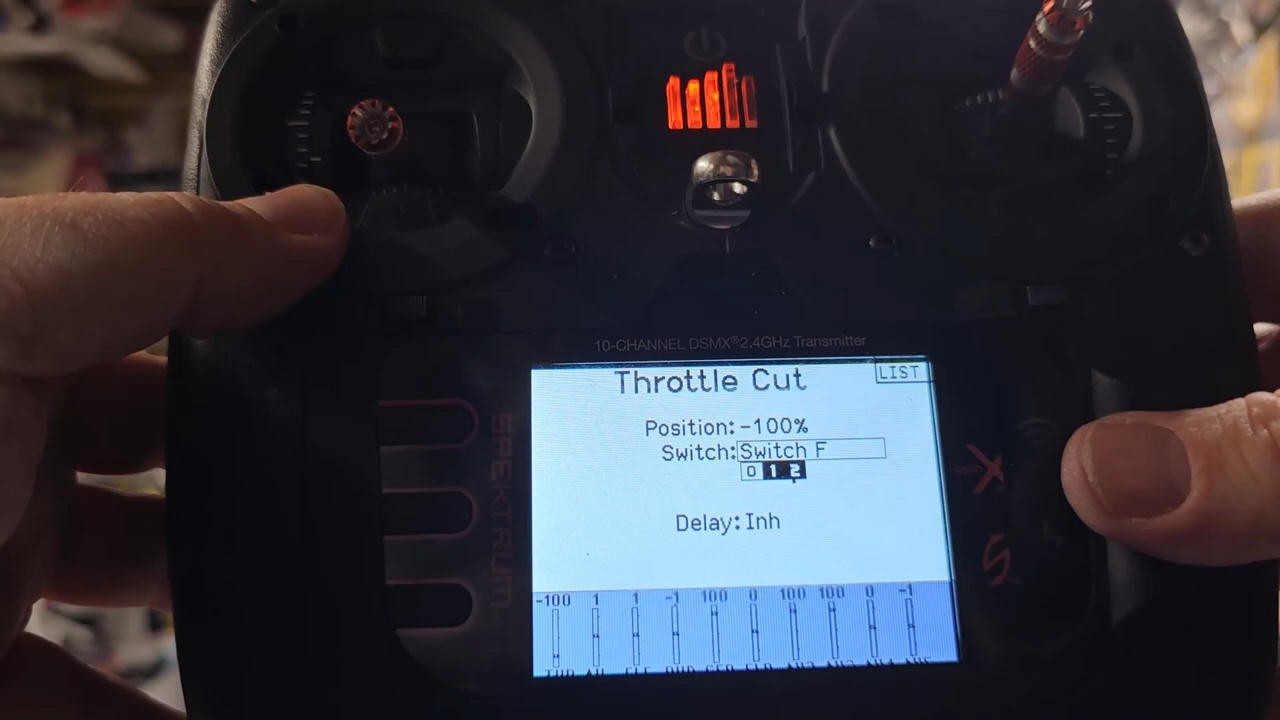 10-CHANNEL DSMX® 2.4GHz Transmitter
Throttle Cut
LIST
Position: -100%
Switch: Switch F
0 1 2
Delay: Inh
-100 1 1 -1 100 0 100 100 0 -1
SPEKTRUM